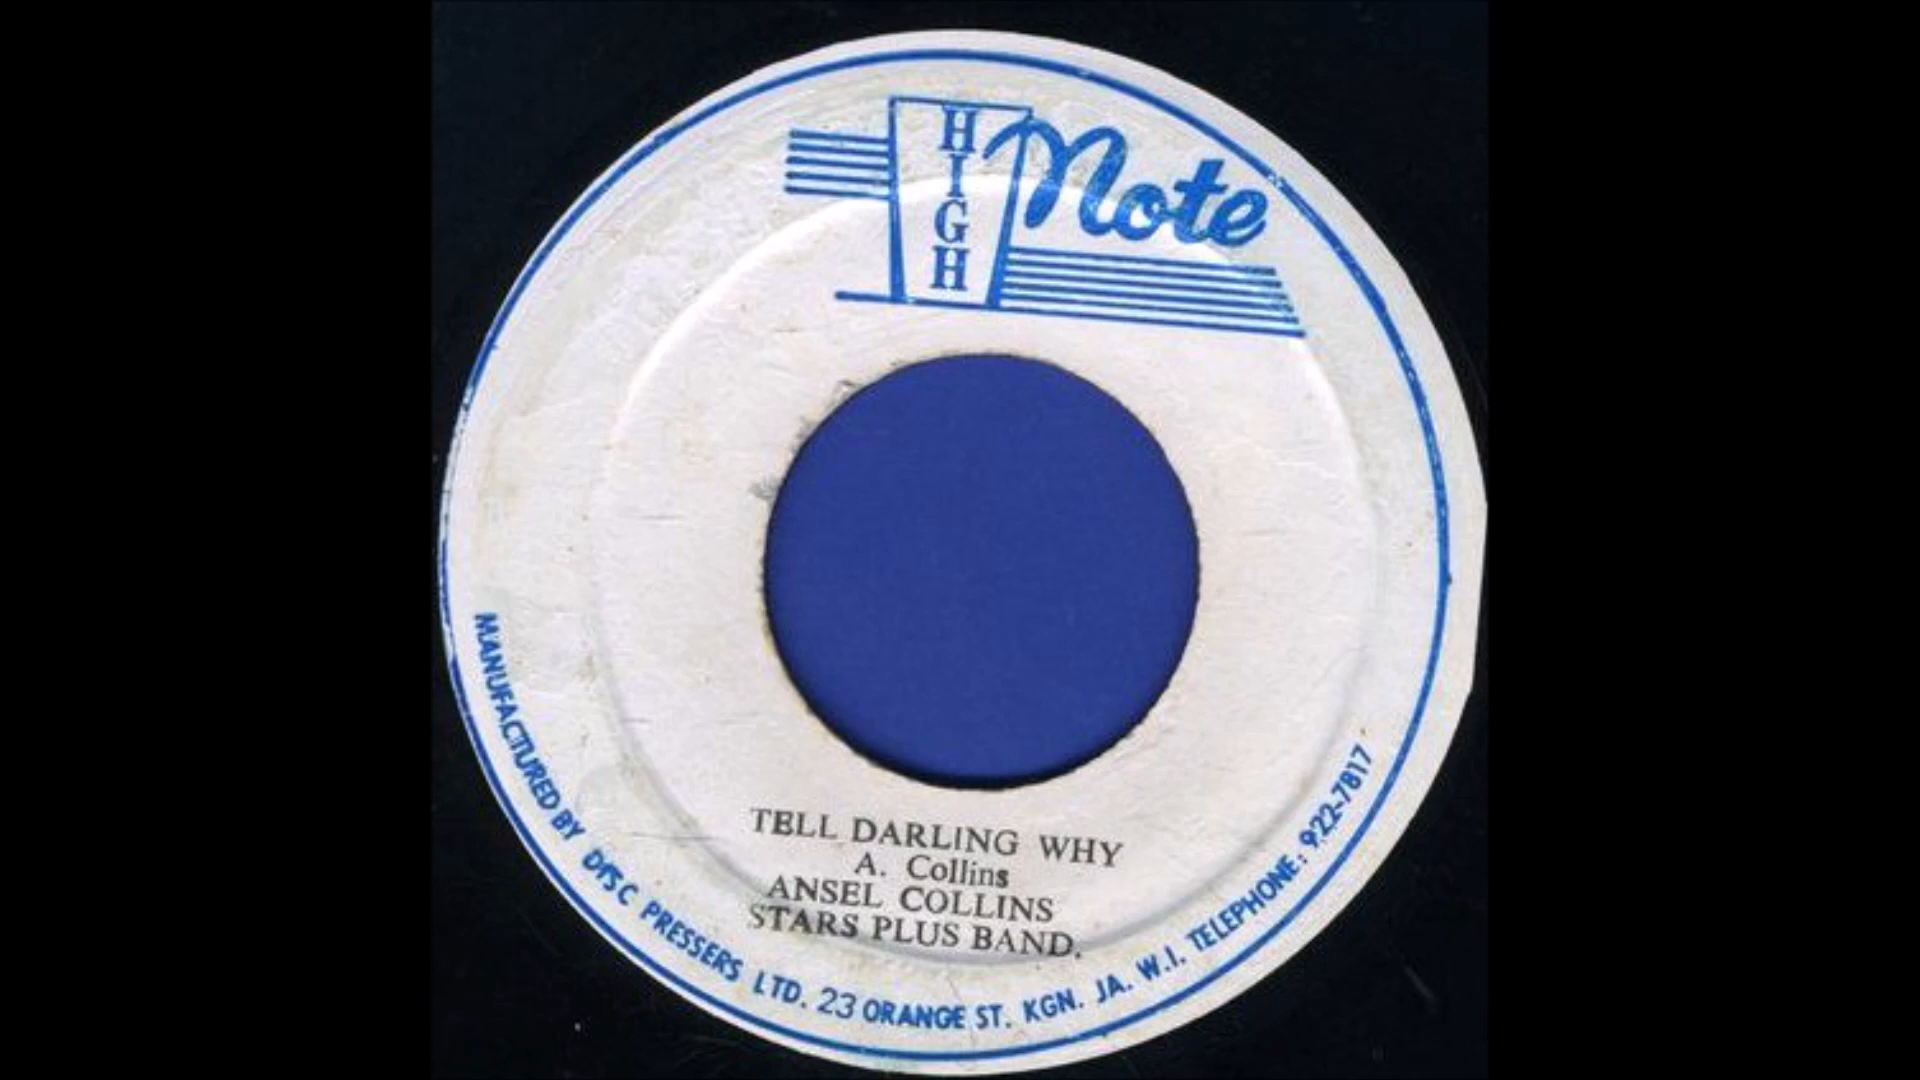 HIGH
Note
TELL DARLING WHY
A. Collins
ANSEL COLLINS
STARS PLUS BAND.
MANUFACTURED BY DISC PRESSERS LTD. 23 ORANGE ST. KGN. JA. W.I. TELEPHONE: 922-7817